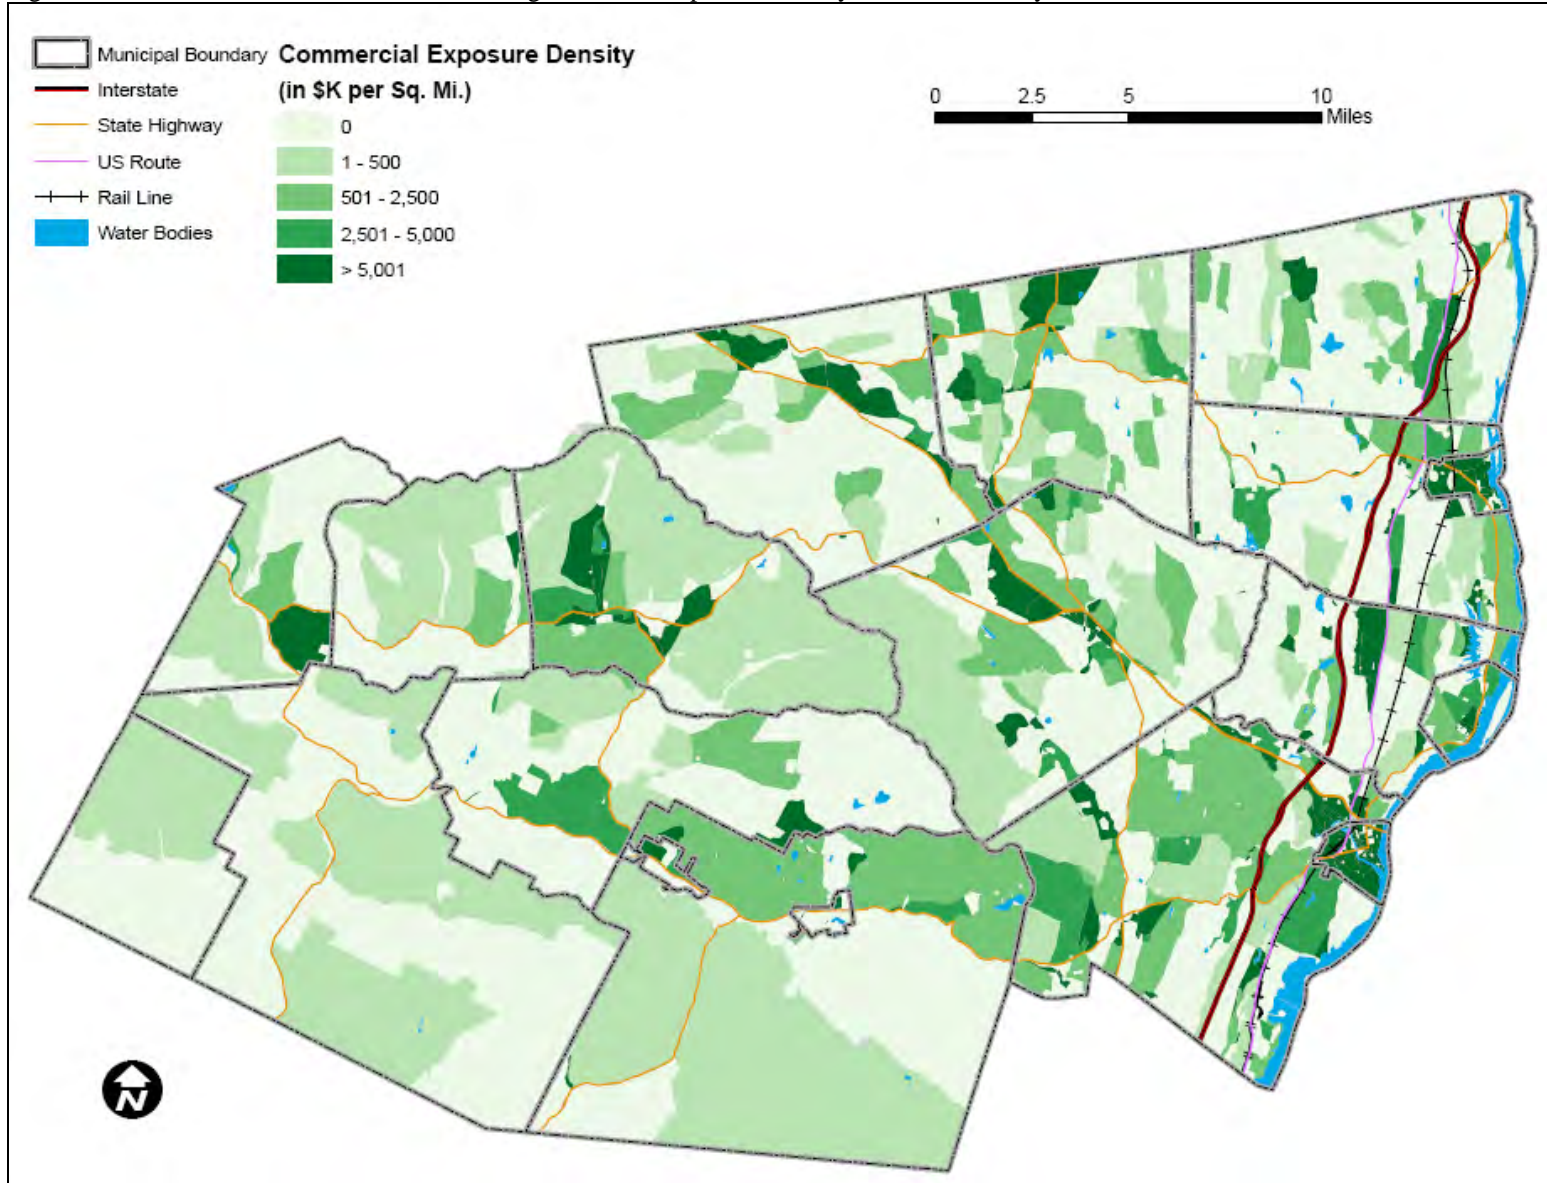 Municipal Boundary
Interstate
State Highway
US Route
Rail Line
Water Bodies
Commercial Exposure Density
(in $K per Sq. Mi.)
0
1 - 500
501 - 2,500
2,501 - 5,000
> 5,001
0 2.5 5 10
Miles
N